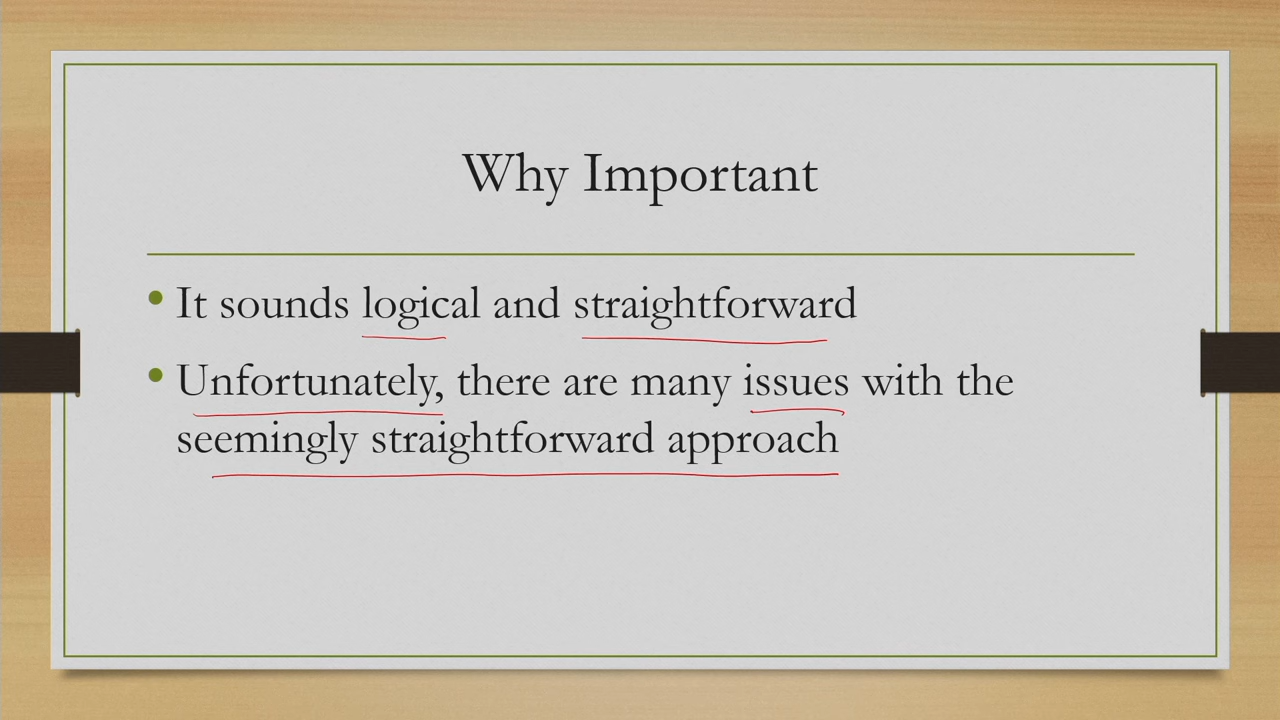 Why Important
• It sounds logical and straightforward
• Unfortunately, there are many issues with the
seemingly straightforward approach